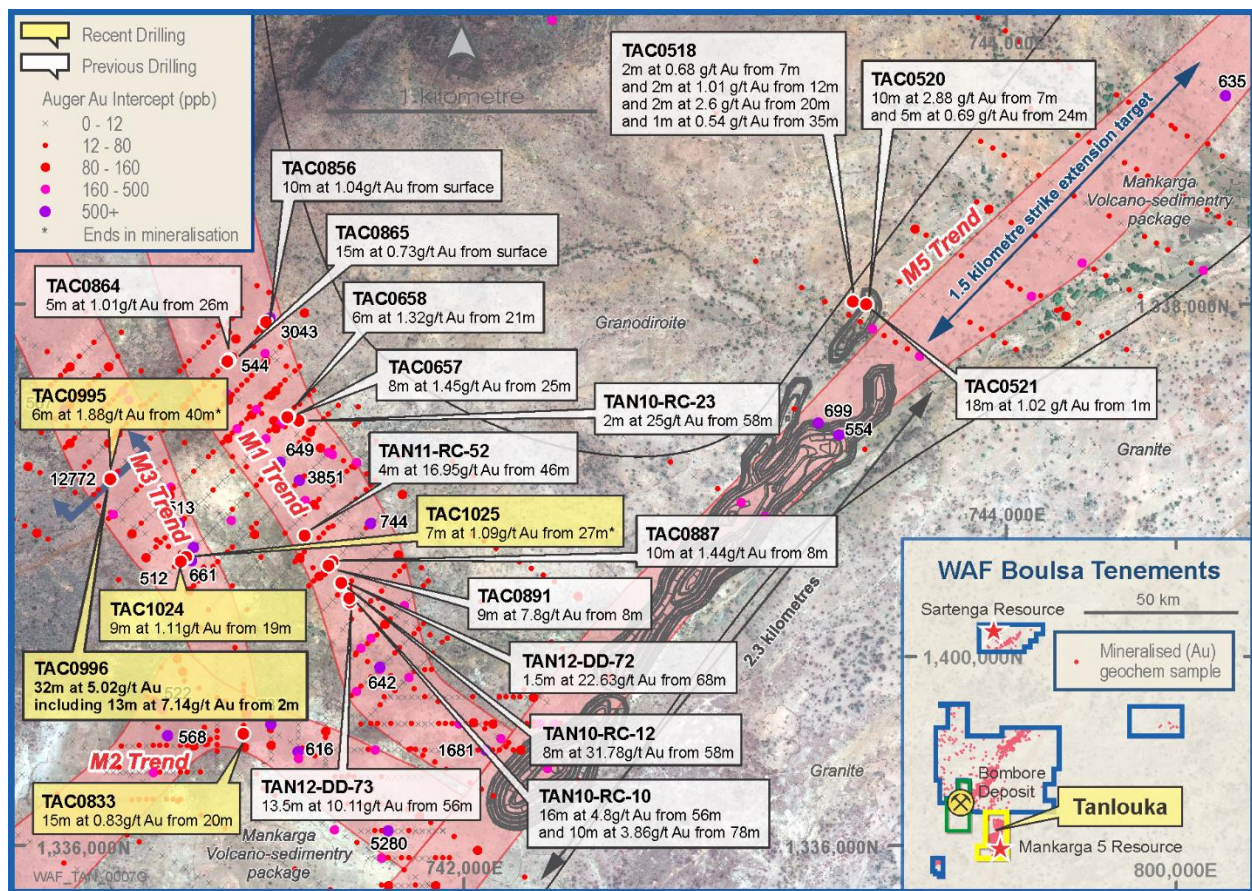 Recent Drilling
Previous Drilling
Auger Au Intercept (ppb)
0 - 12
12 - 80
80 - 160
160 - 500
500+
* Ends in mineralisation
1 kilometre
744,000E
TAC0518
2m at 0.68 g/t Au from 7m
and 2m at 1.01 g/t Au from 12m
and 2m at 2.6 g/t Au from 20m
and 1m at 0.54 g/t Au from 35m
TAC0520
10m at 2.88 g/t Au from 7m
and 5m at 0.69 g/t Au from 24m
635
Mankarga
Volcano-sedimentry
package
M5 Trend
1.5 kilometre strike extension target
1,338,000N
TAC0856
10m at 1.04g/t Au from surface
TAC0865
15m at 0.73g/t Au from surface
TAC0864
5m at 1.01g/t Au from 26m
TAC0658
6m at 1.32g/t Au from 21m
3043
544
Granodiroite
TAC0657
8m at 1.45g/t Au from 25m
TAC0995
6m at 1.88g/t Au from 40m*
TAN10-RC-23
2m at 25g/t Au from 58m
TAC0521
18m at 1.02 g/t Au from 1m
699
554
Granite
649
TAN11-RC-52
4m at 16.95g/t Au from 46m
12772
M3 Trend
M1 Trend
3851
513
744
TAC1025
7m at 1.09g/t Au from 27m*
744,000E
TAC0887
10m at 1.44g/t Au from 8m
512
661
TAC1024
9m at 1.11g/t Au from 19m
TAC0891
9m at 7.8g/t Au from 8m
2.3 kilometres
TAC0996
32m at 5.02g/t Au
including 13m at 7.14g/t Au from 2m
TAN12-DD-72
1.5m at 22.63g/t Au from 68m
642
522
TAN10-RC-12
8m at 31.78g/t Au from 58m
568
616
1681
M2 Trend
TAN12-DD-73
13.5m at 10.11g/t Au from 56m
TAN10-RC-10
16m at 4.8g/t Au from 56m
and 10m at 3.86g/t Au from 78m
Granite
TAC0833
15m at 0.83g/t Au from 20m
Mankarga
Volcano-sedimentry
package
5280
1,336,000N
742,000E
1,336,000N
WAF_TAN_0007G
WAF Boulsa Tenements
Sartenga Resource
50 km
1,400,000N
Mineralised (Au)
geochem sample
Bombore
Deposit
Tanlouka
Mankarga 5 Resource
800,000E